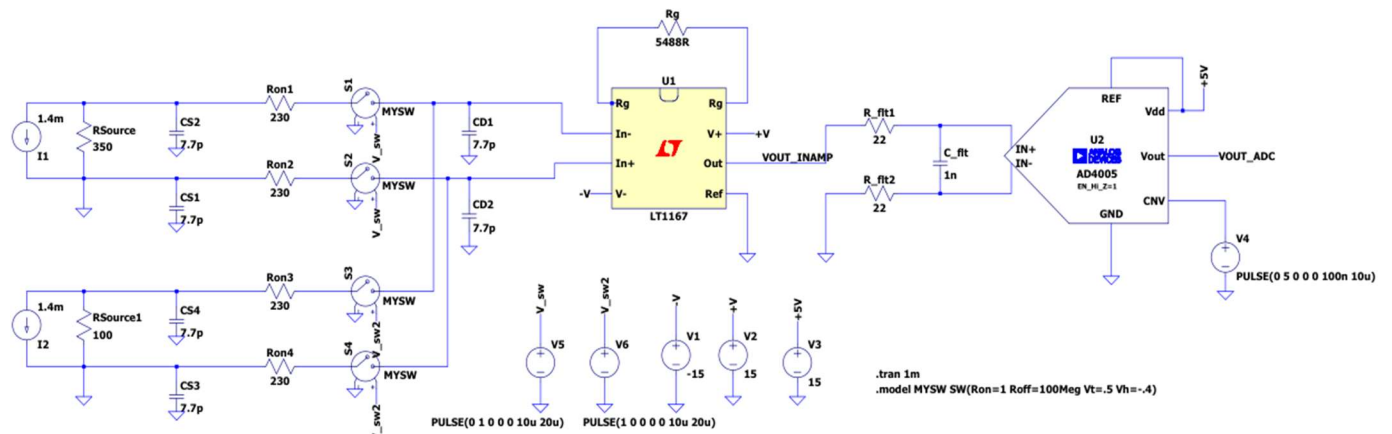 Rg
5488R
U1
Rg
Rg
In-
V+
+V
In+
Out
VOUT_INAMP
-V
V-
Ref
LT1167
1.4m
I1
RSource
350
CS2
7.7p
Ron1
230
S1
MYSW
V_sw
CD1
7.7p
CS1
7.7p
Ron2
230
S2
MYSW
V_sw
CD2
7.7p
1.4m
I2
RSource1
100
CS4
7.7p
Ron3
230
S3
MYSW
V_sw2
CS3
7.7p
Ron4
230
S4
MYSW
V_sw2
R_flt1
22
C_flt
1n
R_flt2
22
REF
+5V
Vdd
IN+
IN-
U2
ANALOG
DEVICES
AD4005
EN_Hi_Z=1
Vout
VOUT_ADC
CNV
GND
V4
PULSE(0 5 0 0 0 100n 10u)
V_sw
V5
PULSE(0 1 0 0 0 10u 20u)
V_sw2
V6
PULSE(1 0 0 0 0 10u 20u)
-V
V1
-15
+V
V2
15
+5V
V3
15
.tran 1m
.model MYSW SW(Ron=1 Roff=100Meg Vt=.5 Vh=-.4)